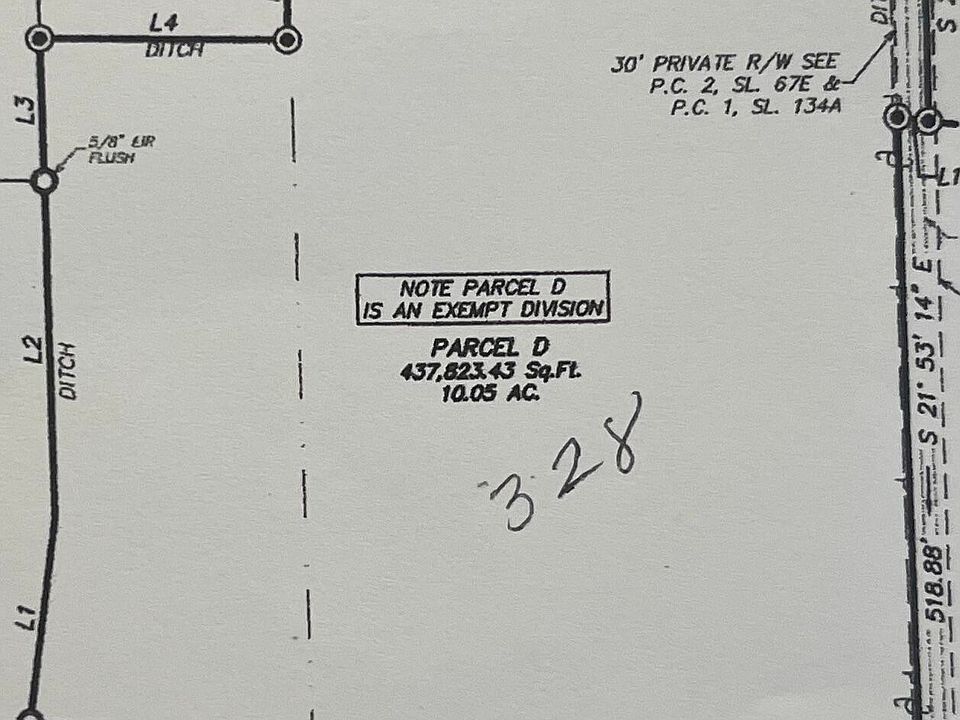 L4
DITCH
L3
5/8" EIR
FLUSH
30' PRIVATE R/W SEE
P.C. 2, SL. 67E &
P.C. 1, SL. 134A
L1
NOTE PARCEL D
IS AN EXEMPT DIVISION
PARCEL D
437,823.43 Sq.Ft.
10.05 AC.
328
L2
DITCH
L1
S 21° 53' 14" E
518.88'